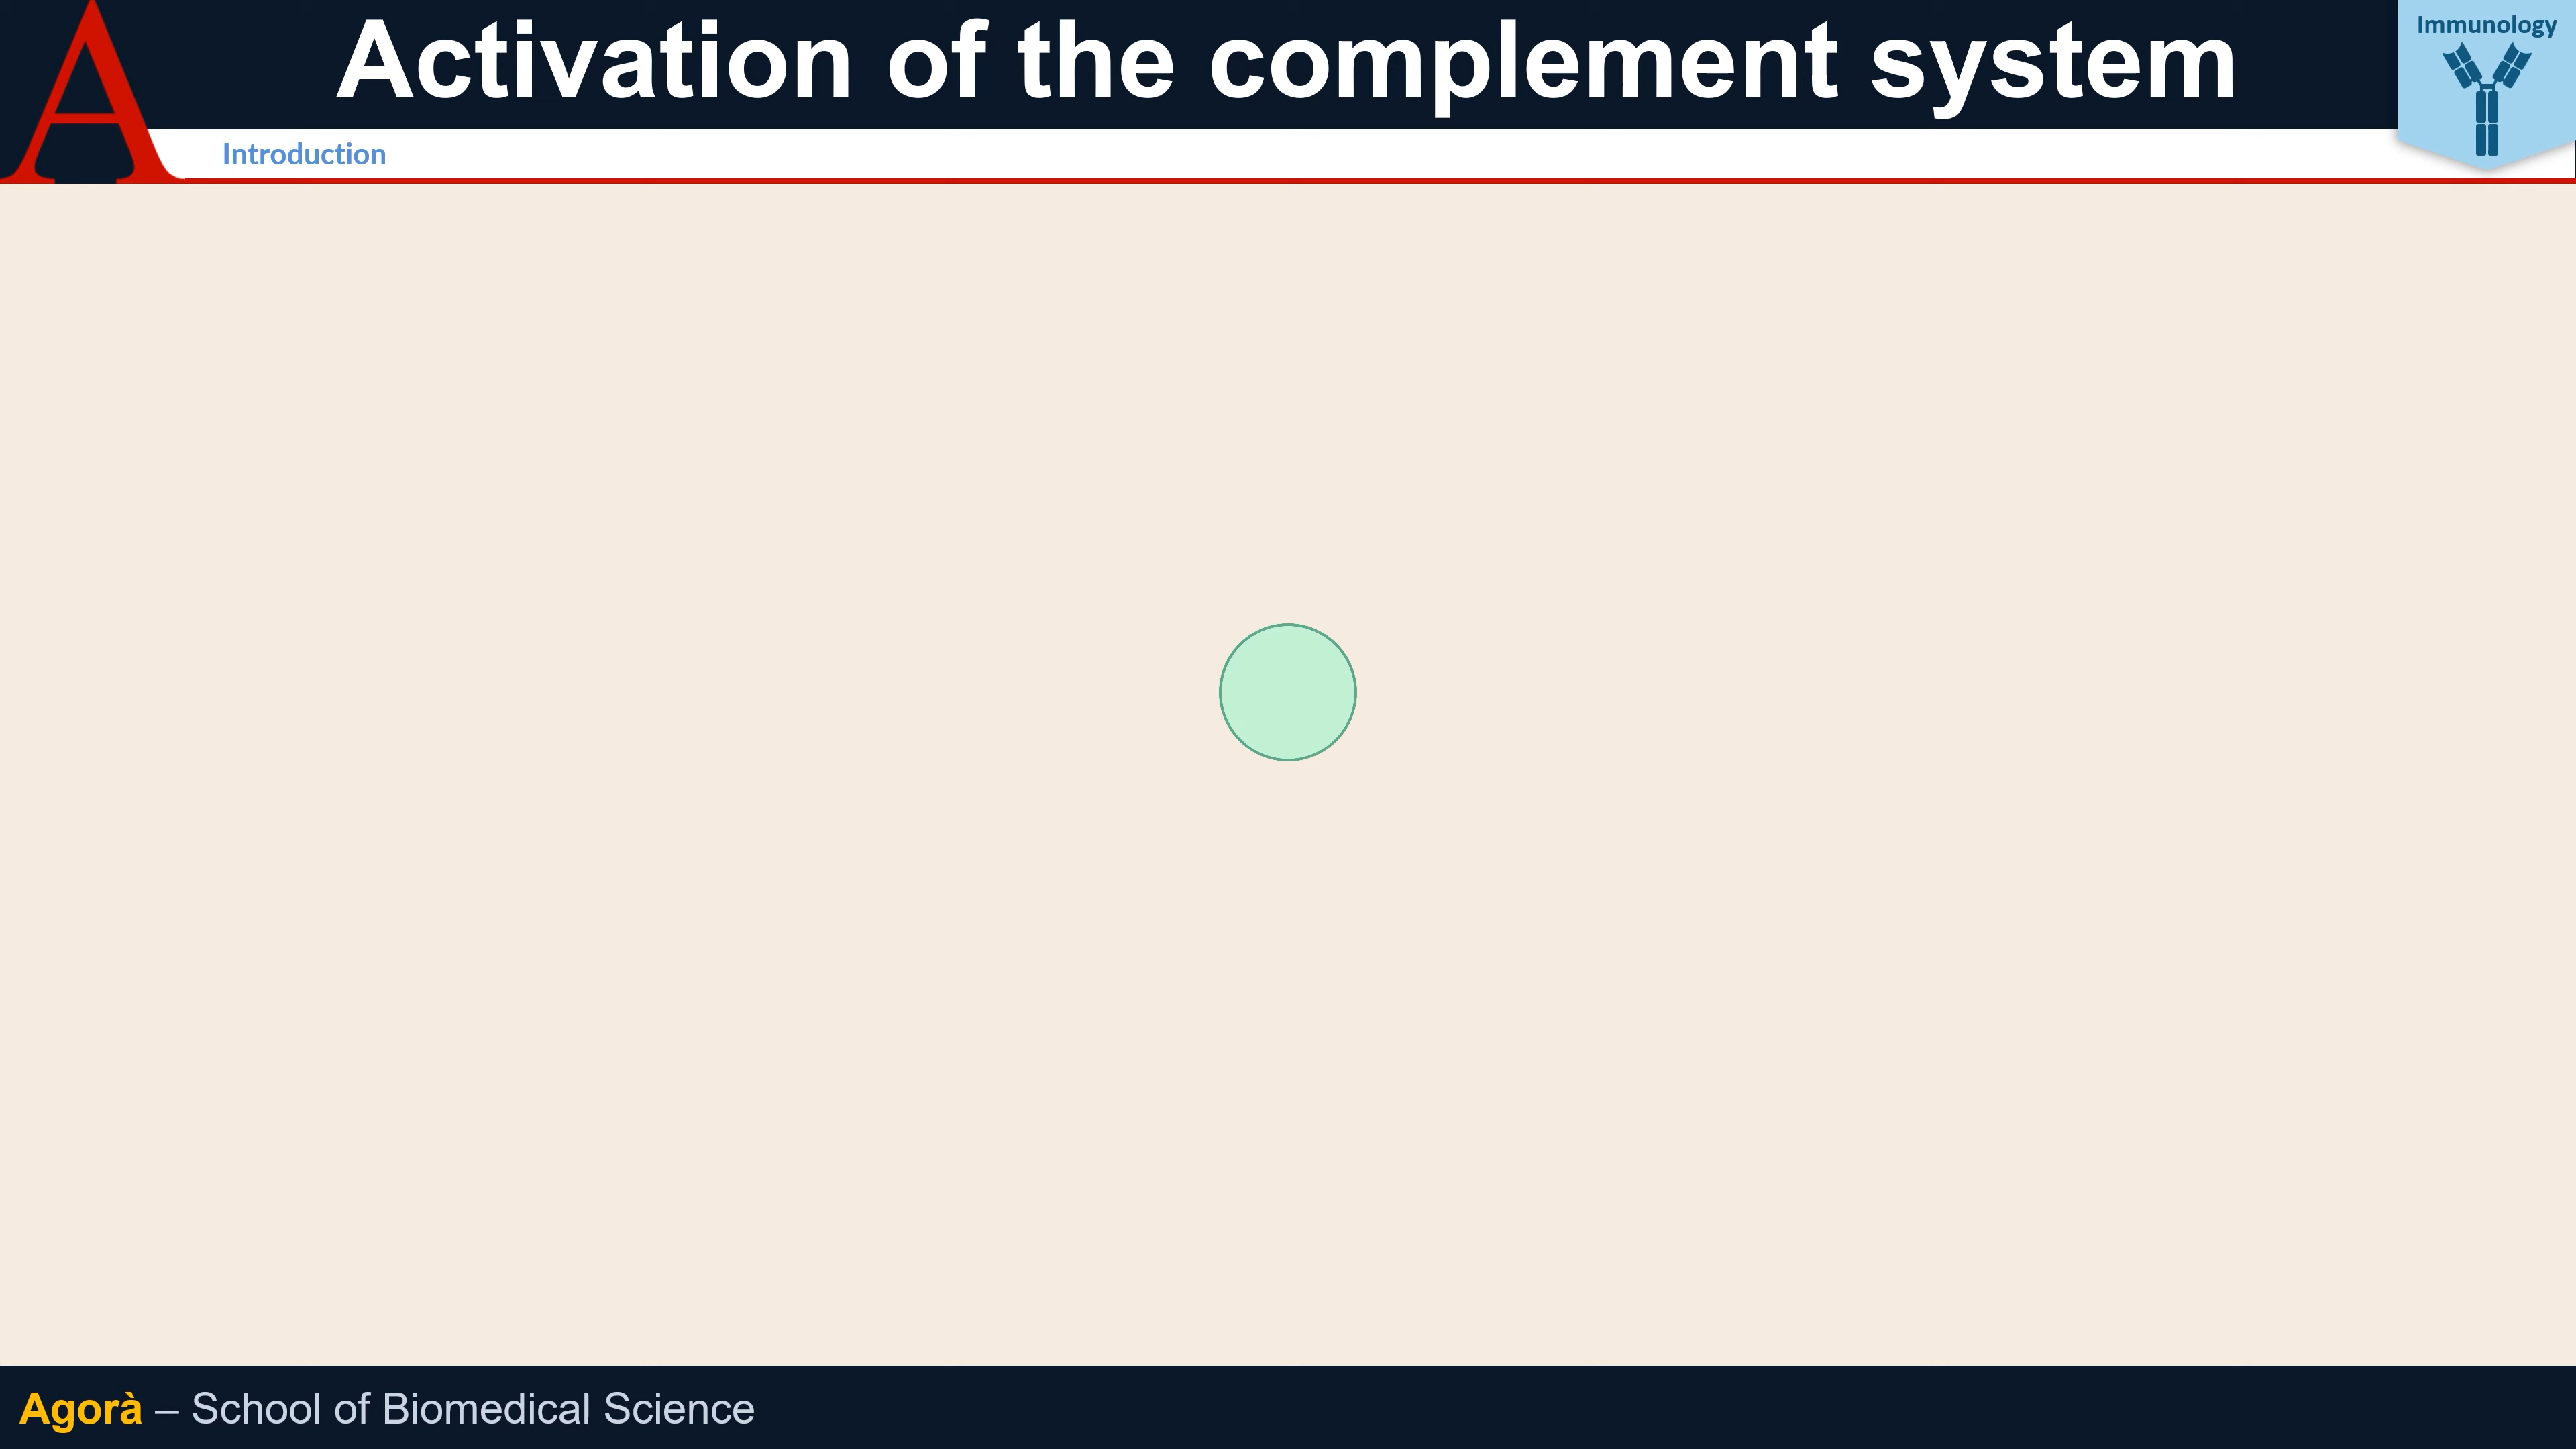 A
Activation of the complement system
Immunology
Introduction
Agorà – School of Biomedical Science